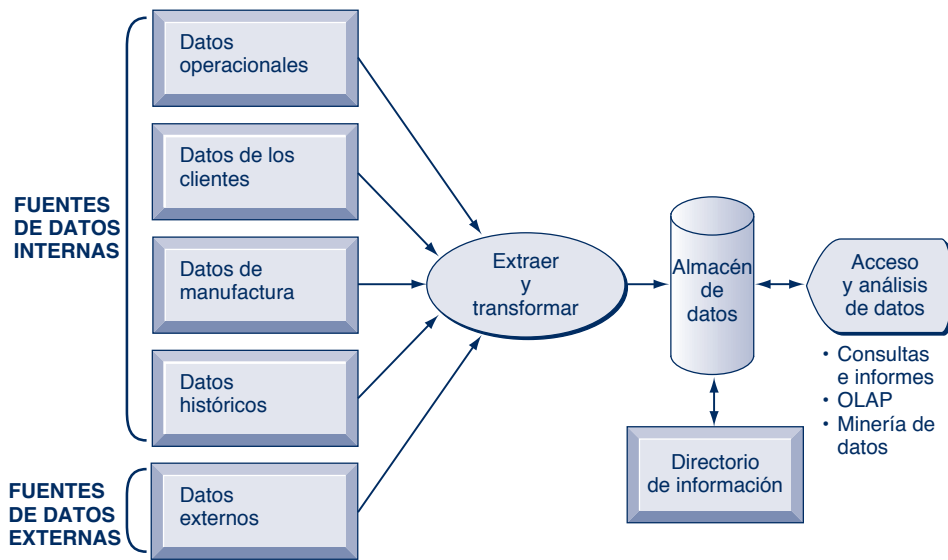 Datos
operacionales
Datos de los
clientes
FUENTES
DE DATOS
INTERNAS
Datos de
manufactura
Datos
históricos
FUENTES
DE DATOS
EXTERNAS
Datos
externos
Extraer
y
transformar
Almacén
de
datos
Acceso
y análisis
de datos
• Consultas
e informes
• OLAP
• Minería de
datos
Directorio
de información